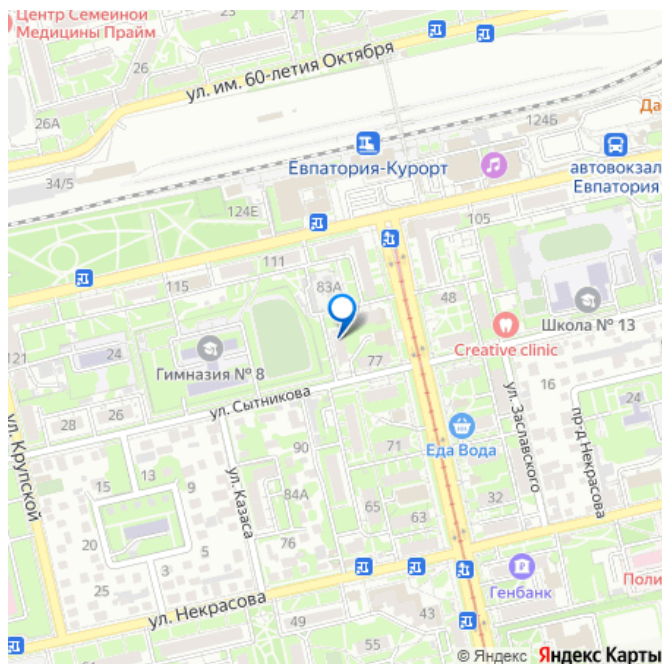 Центр Семейной
Медицины Прайм
26
ул. им. 60-летия Октября
26А
Да
124Б
34/5
Евпатория-Курорт
автовокзал
Евпатория
124Е
105
111
115
83А
48
Школа № 13
121
24
Гимназия № 8
77
Creative clinic
16
24
ул. Сытникова
28
26
ул. Крупской
ул. Казаса
90
71
Еда Вода
ул. Заславского
пр-д Некрасова
13
15
9
84А
65
63
32
20
5
76
3
Генбанк
Поли
ул. Некрасова
49
43
55
25
© Яндекс Яндекс Карты